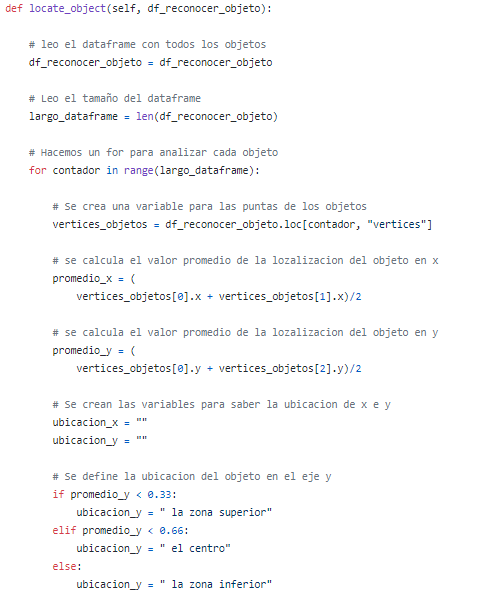 def locate_object(self, df_reconocer_objeto):
# leo el dataframe con todos los objetos
df_reconocer_objeto = df_reconocer_objeto
# Leo el tamaño del dataframe
largo_dataframe = len(df_reconocer_objeto)
# Hacemos un for para analizar cada objeto
for contador in range(largo_dataframe):
# Se crea una variable para las puntas de los objetos
vertices_objetos = df_reconocer_objeto.loc[contador, "vertices"]
# se calcula el valor promedio de la lozalizacion del objeto en x
promedio_x = (
vertices_objetos[0].x + vertices_objetos[1].x)/2
# se calcula el valor promedio de la lozalizacion del objeto en y
promedio_y = (
vertices_objetos[0].y + vertices_objetos[2].y)/2
# Se crean las variables para saber la ubicacion de x e y
ubicacion_x = ""
ubicacion_y = ""
# Se define la ubicacion del objeto en el eje y
if promedio_y < 0.33:
ubicacion_y = " la zona superior"
elif promedio_y < 0.66:
ubicacion_y = " el centro"
else:
ubicacion_y = " la zona inferior"